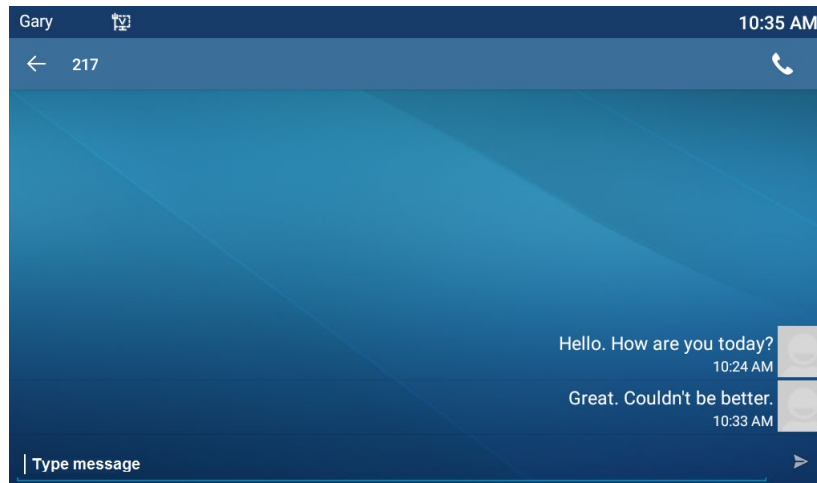 Gary
10:35 AM
217
Hello. How are you today?
10:24 AM
Great. Couldn't be better.
10:33 AM
Type message